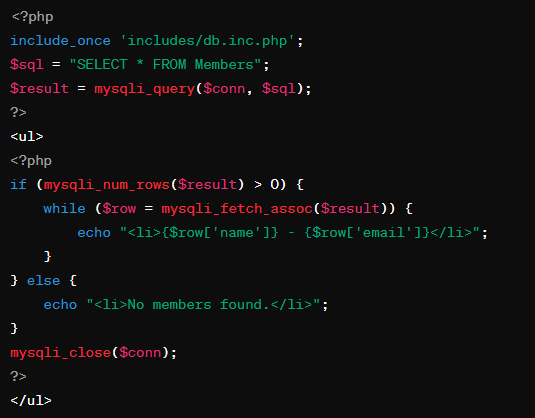 <?php
include_once 'includes/db.inc.php';
$sql = "SELECT * FROM Members";
$result = mysqli_query($conn, $sql);
?>
<ul>
<?php
if (mysqli_num_rows($result) > 0) {
    while ($row = mysqli_fetch_assoc($result)) {
        echo "<li>{$row['name']} - {$row['email']}</li>";
    }
} else {
    echo "<li>No members found.</li>";
}
mysqli_close($conn);
?>
</ul>